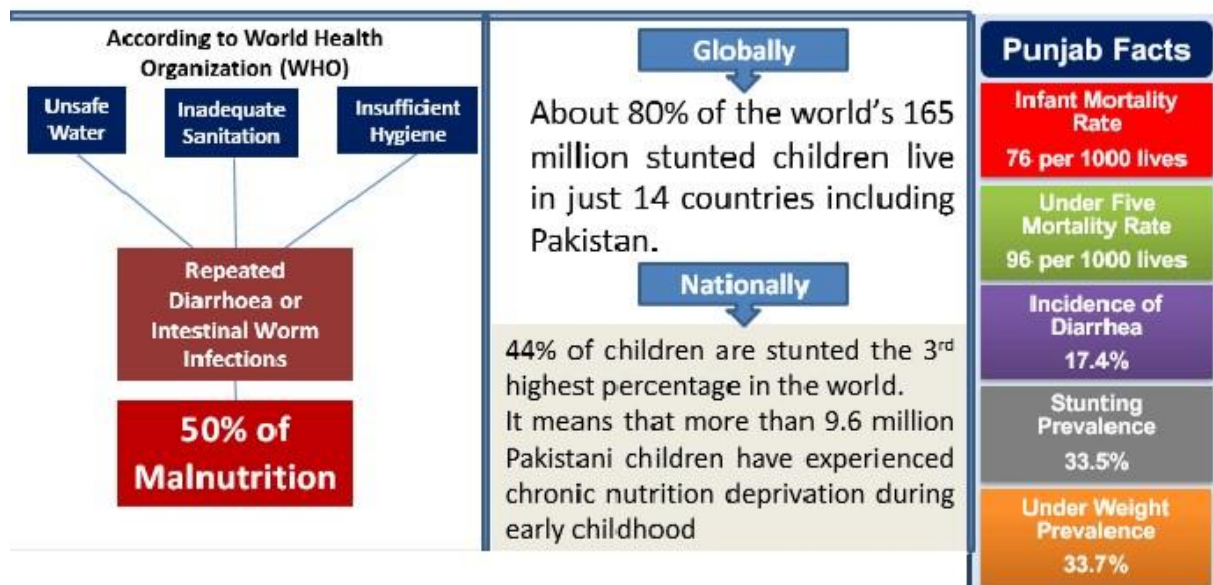 According to World Health
Organization (WHO)
Unsafe
Water
Inadequate
Sanitation
Insufficient
Hygiene
Repeated
Diarrhoea or
Intestinal Worm
Infections
50% of
Malnutrition
Globally
About 80% of the world's 165
million stunted children live
in just 14 countries including
Pakistan.
Nationally
44% of children are stunted the 3rd
highest percentage in the world.
It means that more than 9.6 million
Pakistani children have experienced
chronic nutrition deprivation during
early childhood
Punjab Facts
Infant Mortality
Rate
76 per 1000 lives
Under Five
Mortality Rate
96 per 1000 lives
Incidence of
Diarrhea
17.4%
Stunting
Prevalence
33.5%
Under Weight
Prevalence
33.7%